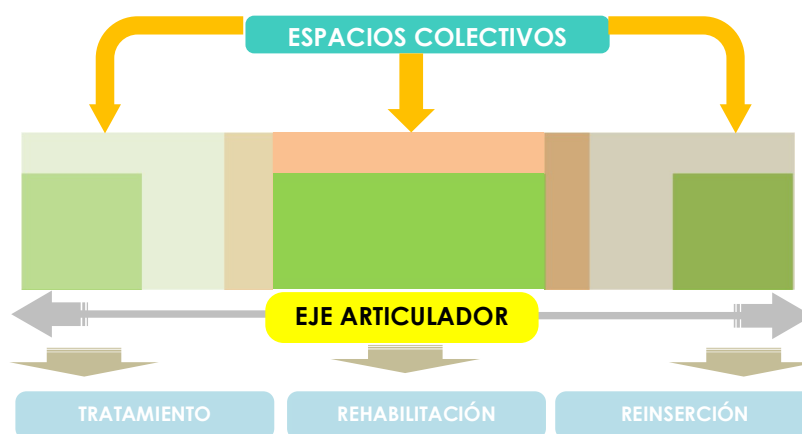 ESPACIOS COLECTIVOS
EJE ARTICULADOR
TRATAMIENTO
REHABILITACIÓN
REINSERCIÓN